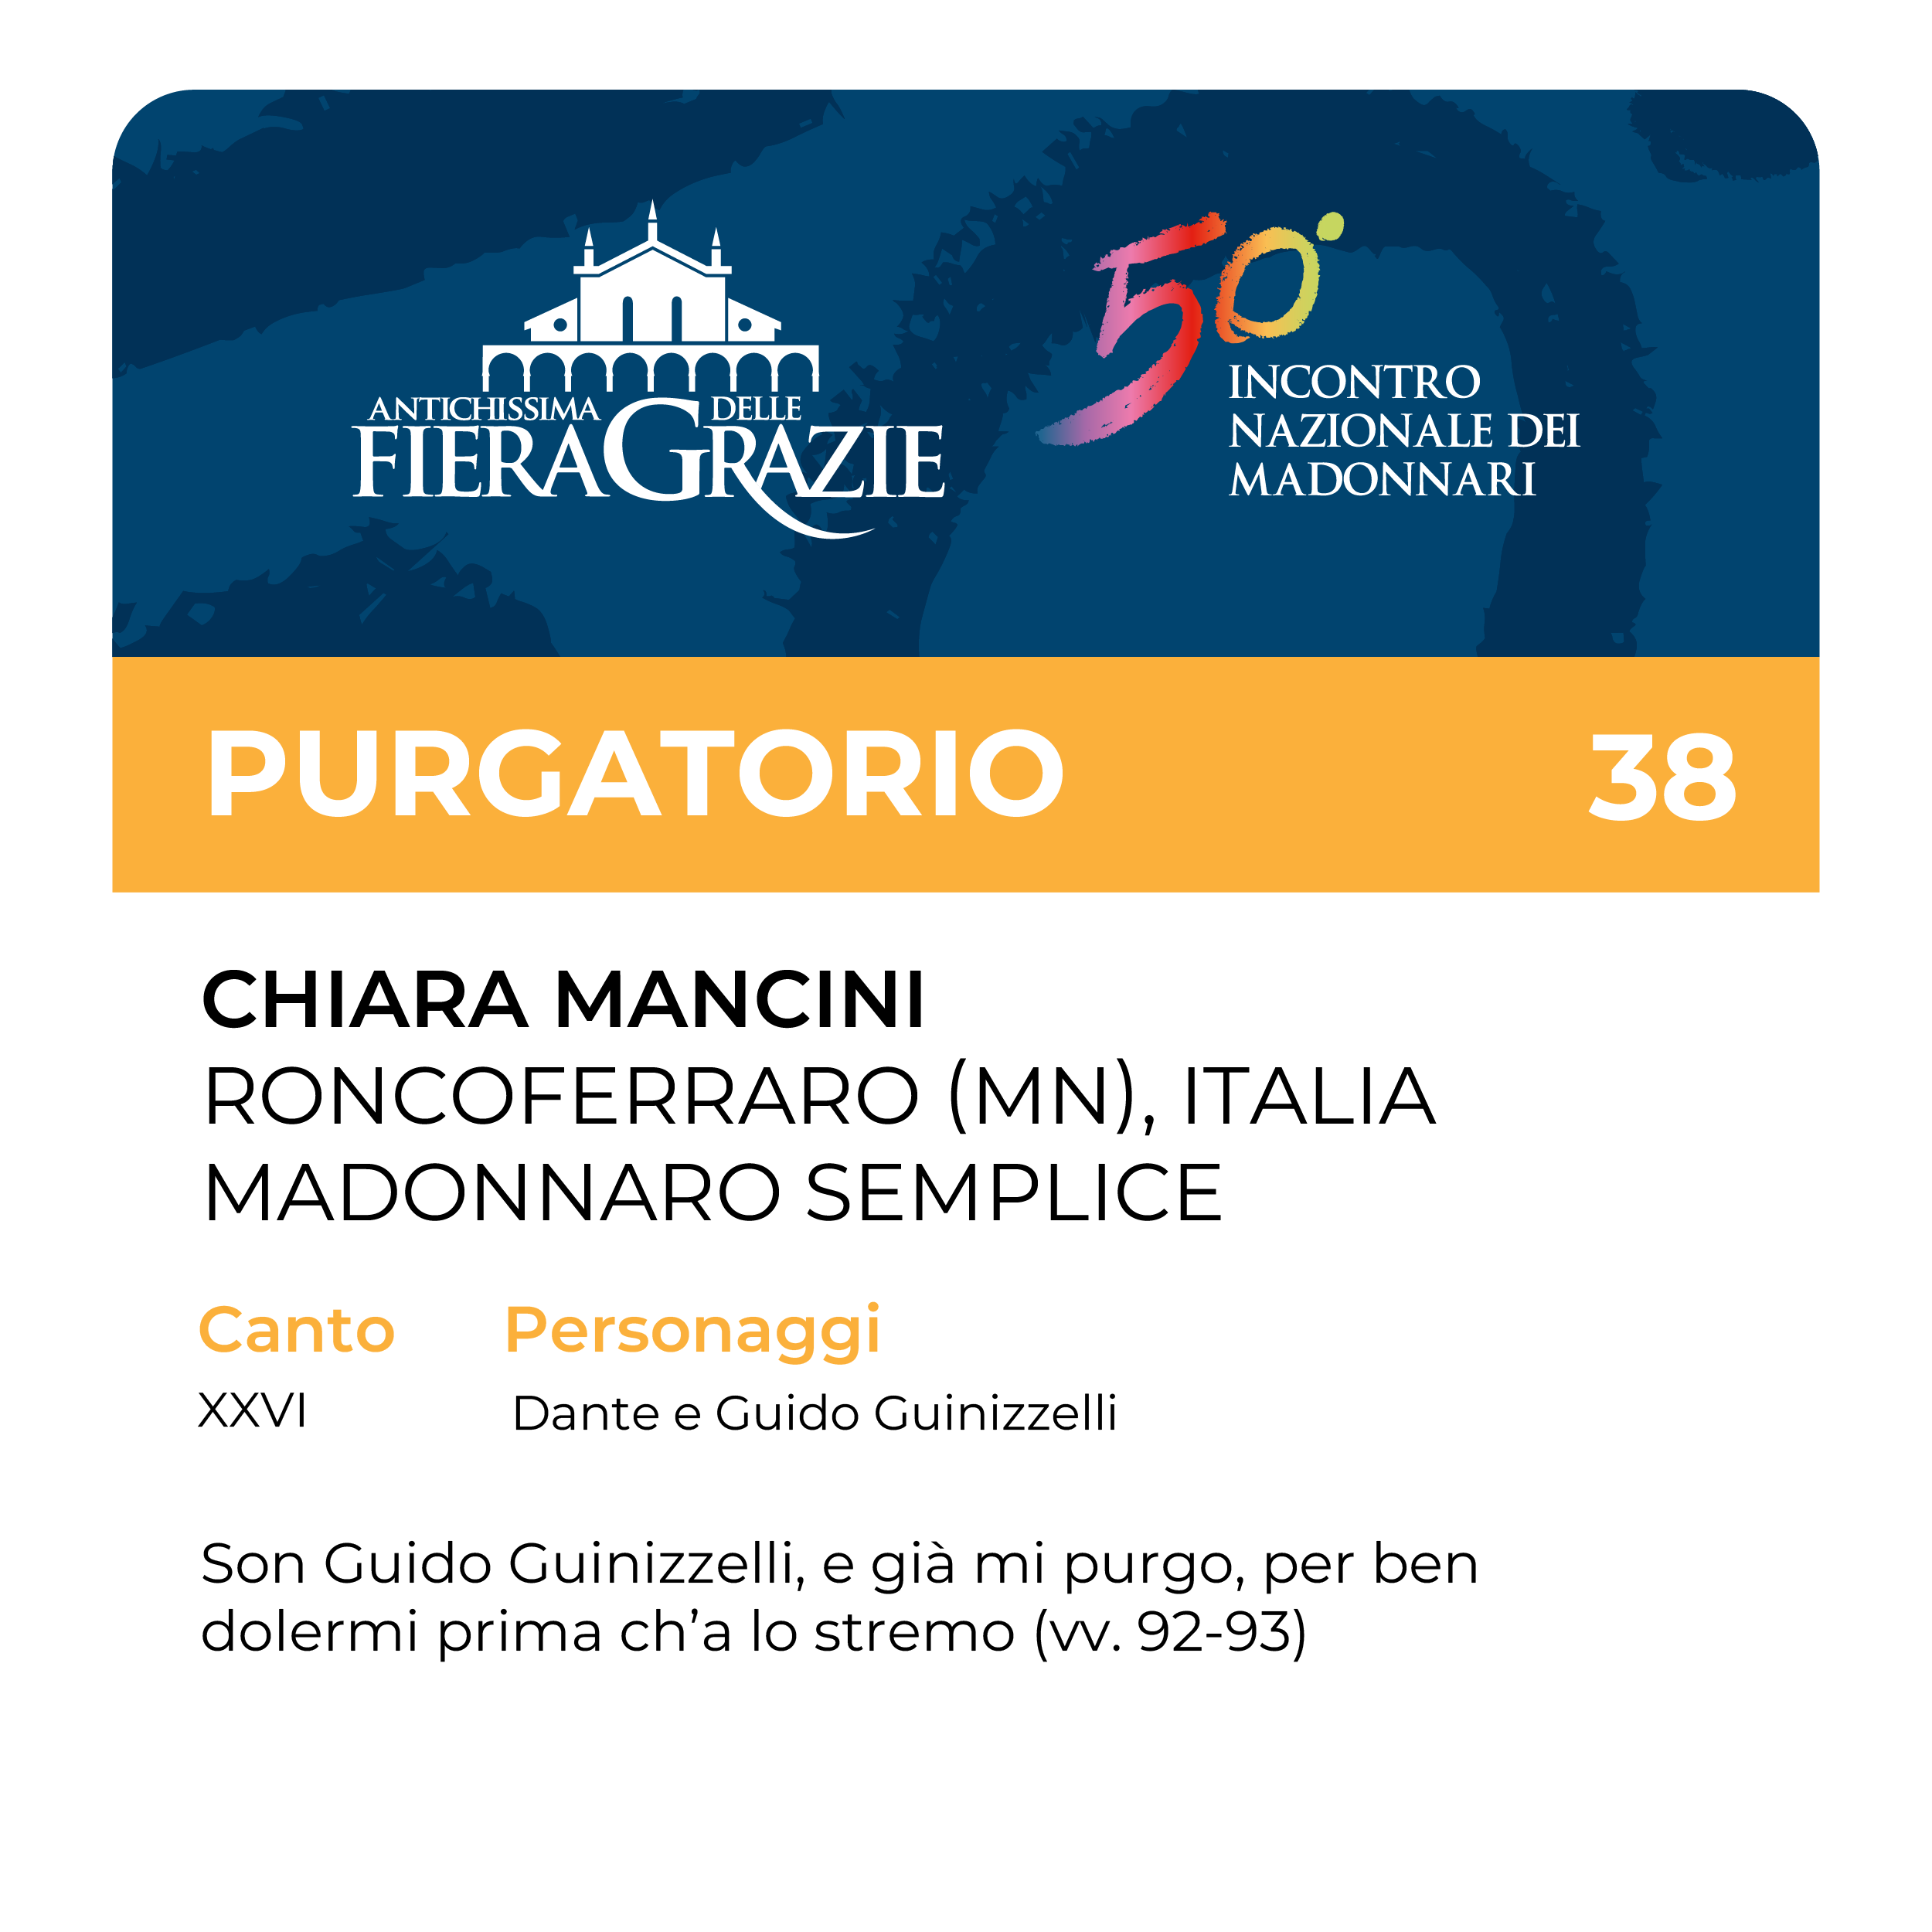 ANTICHISSIMA DELLE
FIERA GRAZIE
50°
INCONTRO
NAZIONALE DEI
MADONNARI
PURGATORIO 38
CHIARA MANCINI
RONCOFERRARO (MN), ITALIA
MADONNARO SEMPLICE
Canto Personaggi
XXVI Dante e Guido Guinizzelli
Son Guido Guinizzelli, e già mi purgo, per ben
dolermi prima ch’a lo stremo (vv. 92-93)